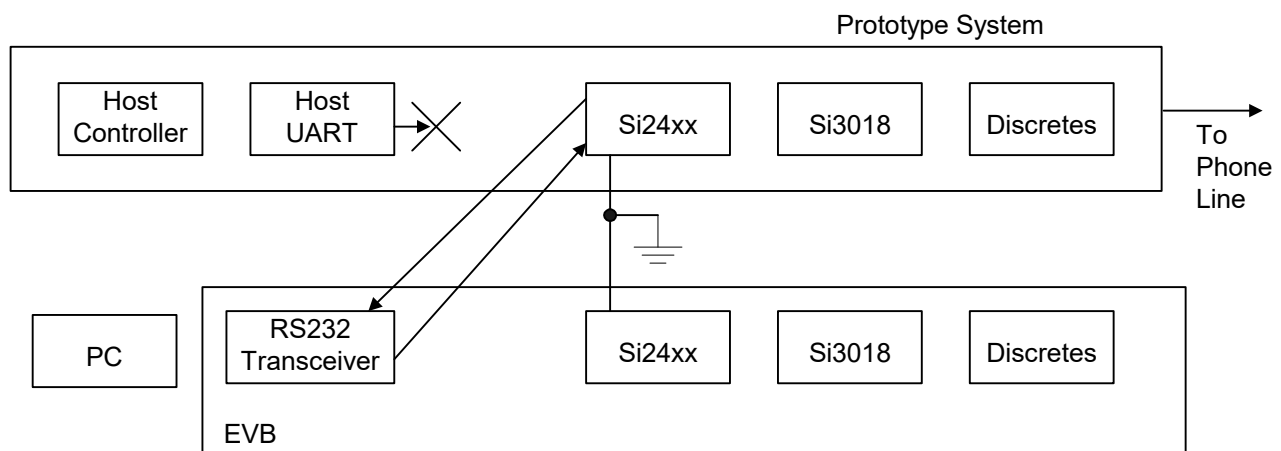 Prototype System
Host
Controller
Host
UART
Si24xx
Si3018
Discretes
To
Phone
Line
PC
RS232
Transceiver
Si24xx
Si3018
Discretes
EVB